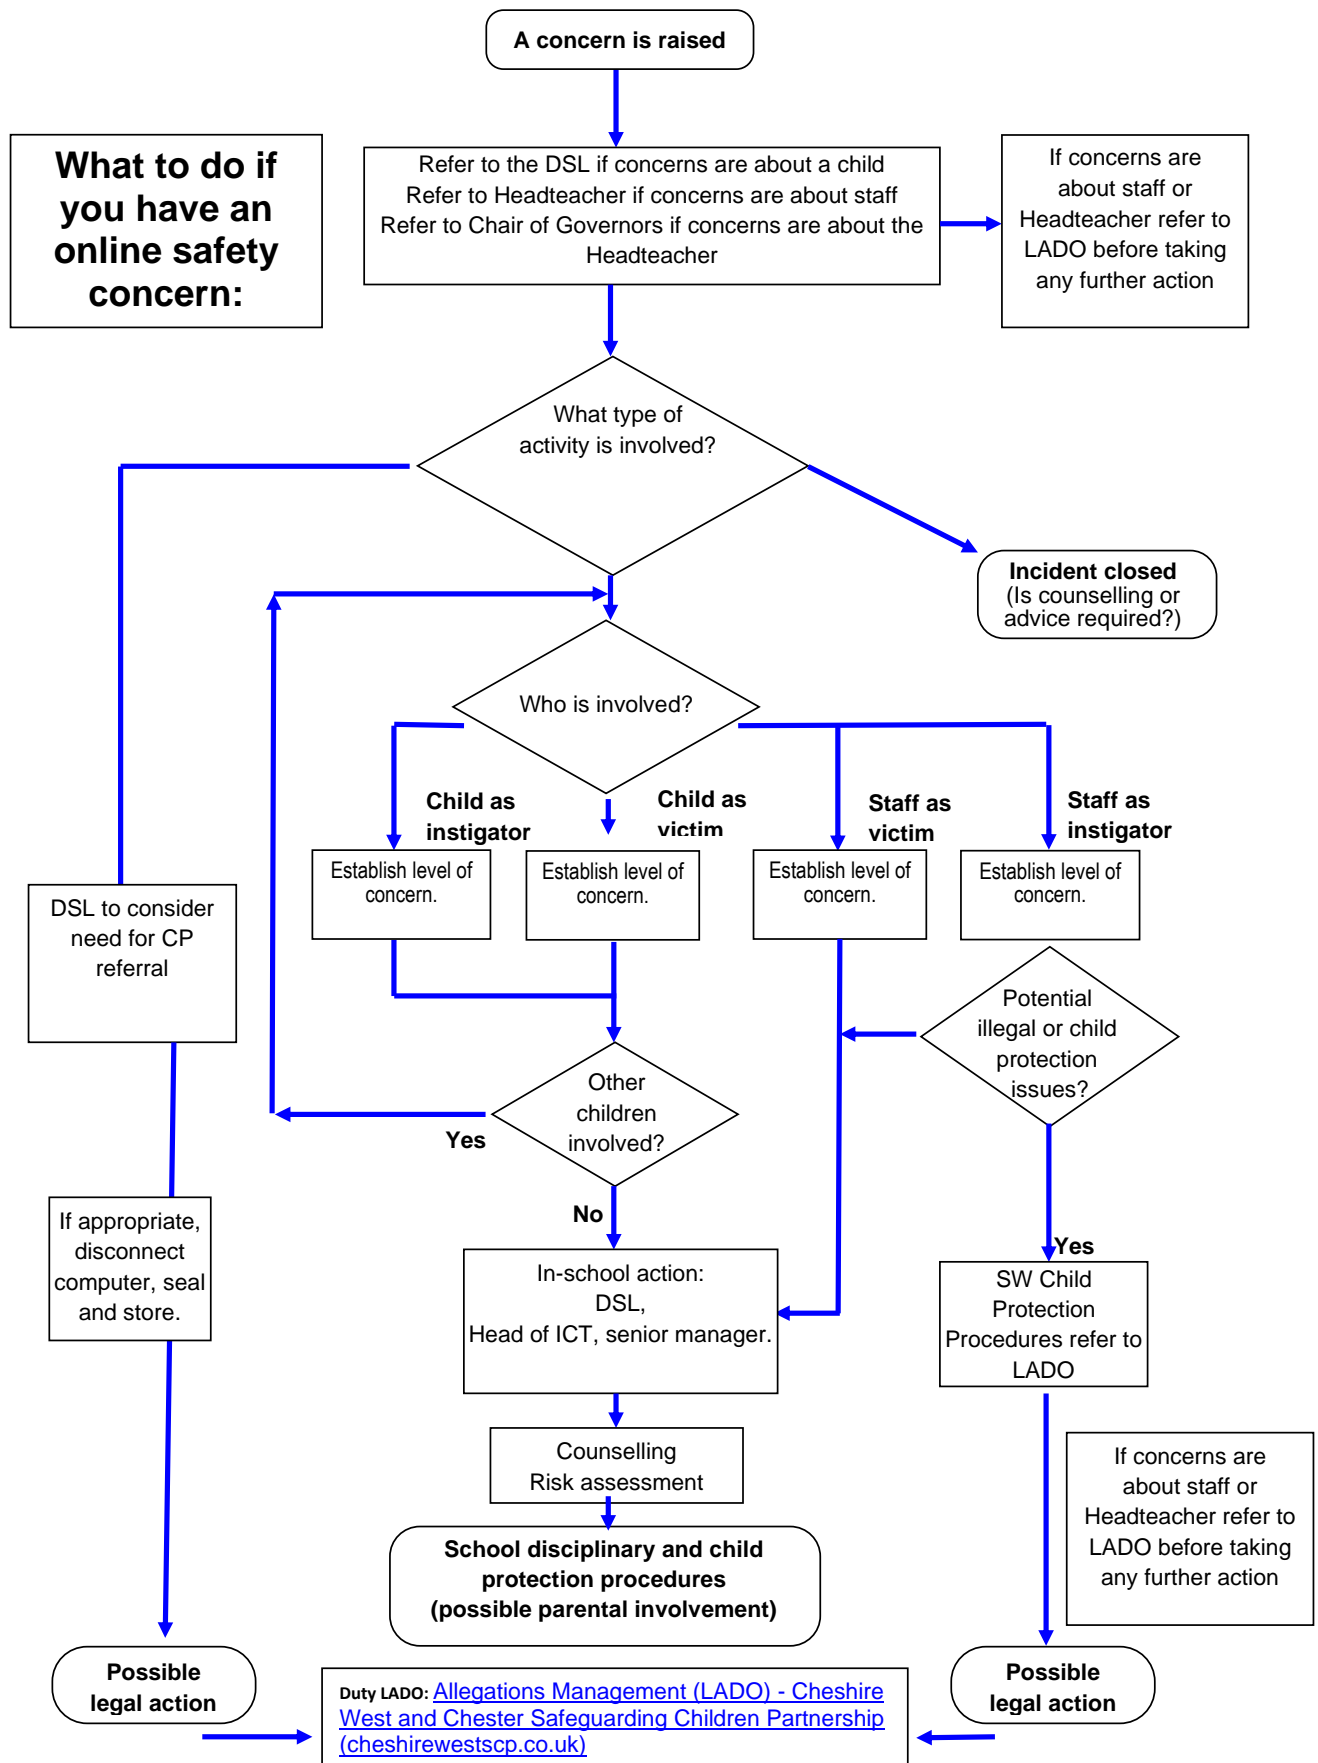 A concern is raised
What to do if
you have an
online safety
concern:
Refer to the DSL if concerns are about a child
Refer to Headteacher if concerns are about staff
Refer to Chair of Governors if concerns are about the
Headteacher
If concerns are
about staff or
Headteacher refer to
LADO before taking
any further action
What type of
activity is involved?
Incident closed
(Is counselling or
advice required?)
Who is involved?
Child as
instigator
Child as
victim
Staff as
victim
Staff as
instigator
Establish level of
concern.
Establish level of
concern.
Establish level of
concern.
Establish level of
concern.
DSL to consider
need for CP
referral
Potential
illegal or child
protection
issues?
Other
children
involved?
Yes
No
If appropriate,
disconnect
computer, seal
and store.
In-school action:
DSL,
Head of ICT, senior manager.
Yes
SW Child
Protection
Procedures refer to
LADO
Counselling
Risk assessment
If concerns are
about staff or
Headteacher refer to
LADO before taking
any further action
School disciplinary and child
protection procedures
(possible parental involvement)
Possible
legal action
Duty LADO: Allegations Management (LADO) - Cheshire
West and Chester Safeguarding Children Partnership
(cheshirewestscp.co.uk)
Possible
legal action